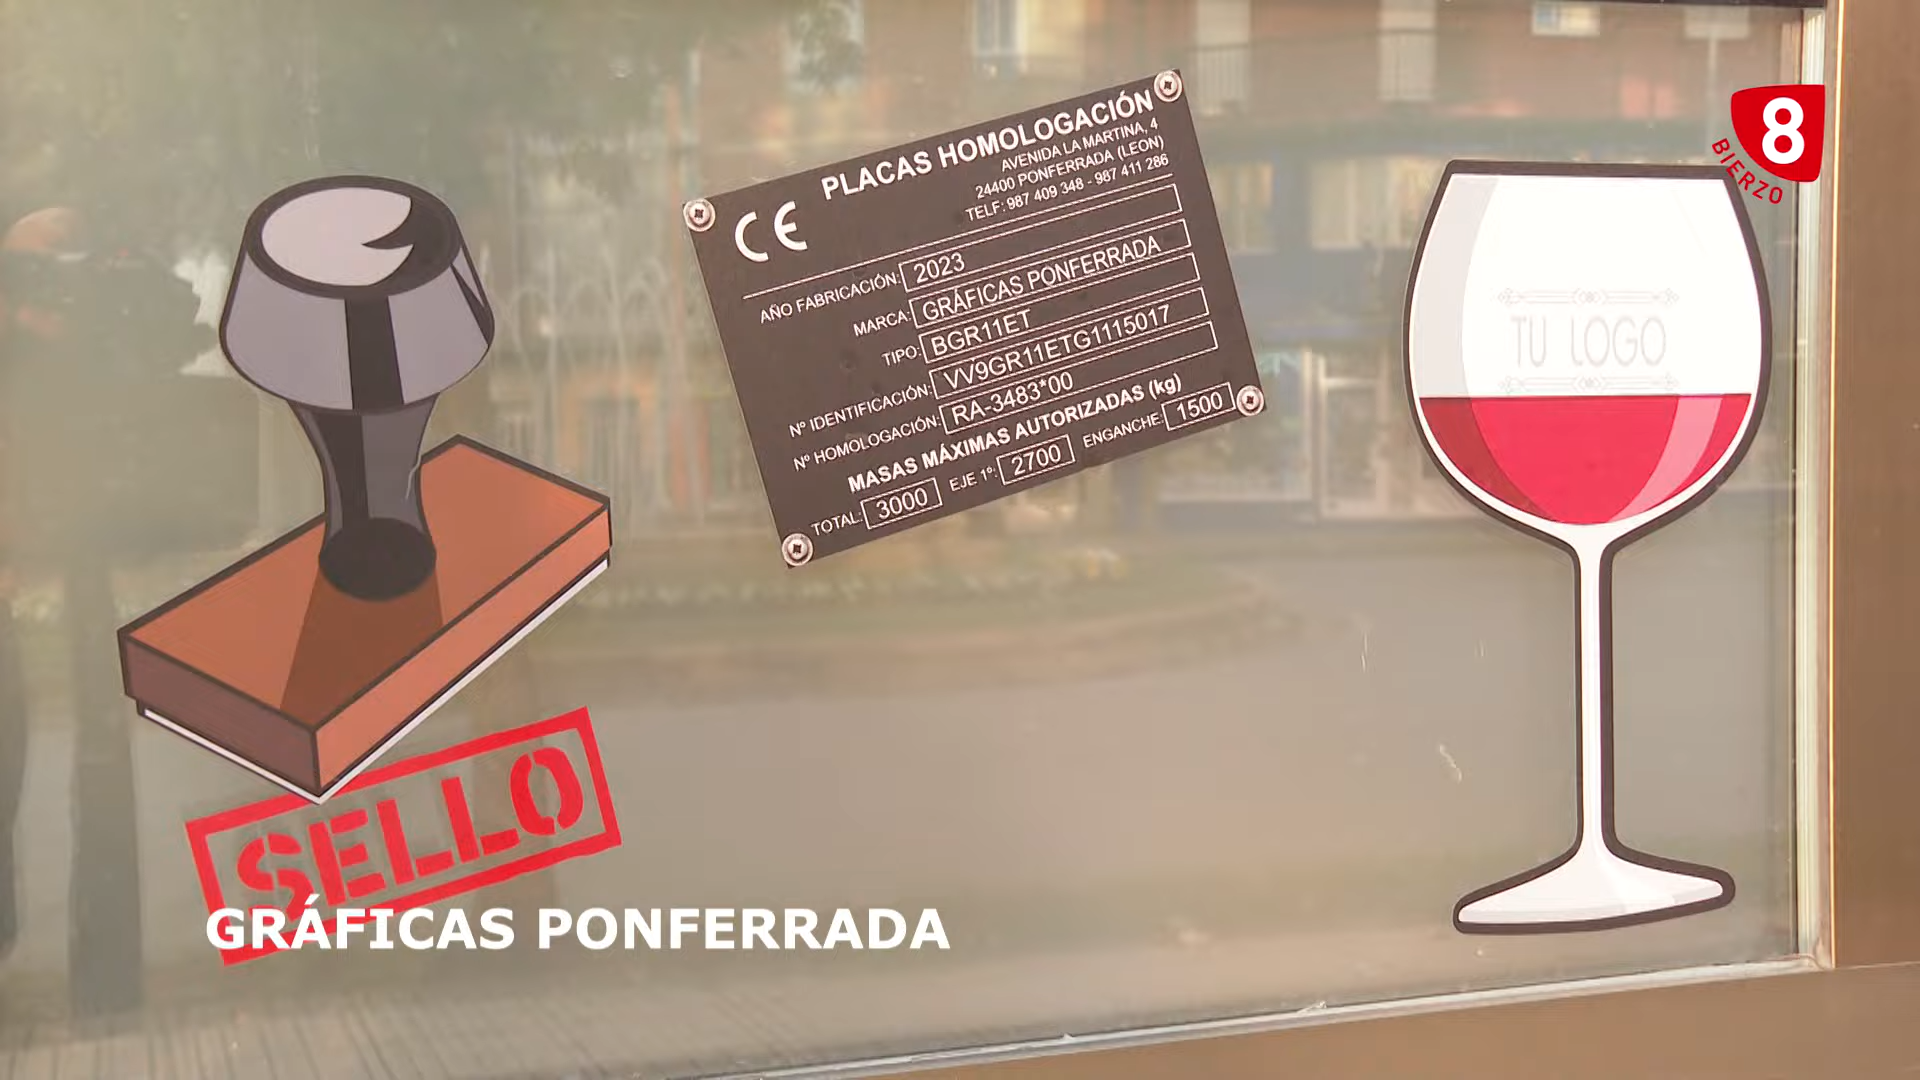 PLACAS HOMOLOGACIÓN
AVENIDA LA MARTINA, 4
24400 PONFERRADA (LEON)
TELF: 987 409 348 - 987 411 286
CE
AÑO FABRICACIÓN: 2023
MARCA: GRÁFICAS PONFERRADA
TIPO: BGR11ET
Nº IDENTIFICACIÓN: VV9GR11ETG1115017
Nº HOMOLOGACIÓN: RA-3483*00
MASAS MÁXIMAS AUTORIZADAS (kg)
TOTAL: 3000 EJE 1º: 2700 ENGANCHE: 1500
8
BIERZO
TU LOGO
SELLO
GRÁFICAS PONFERRADA